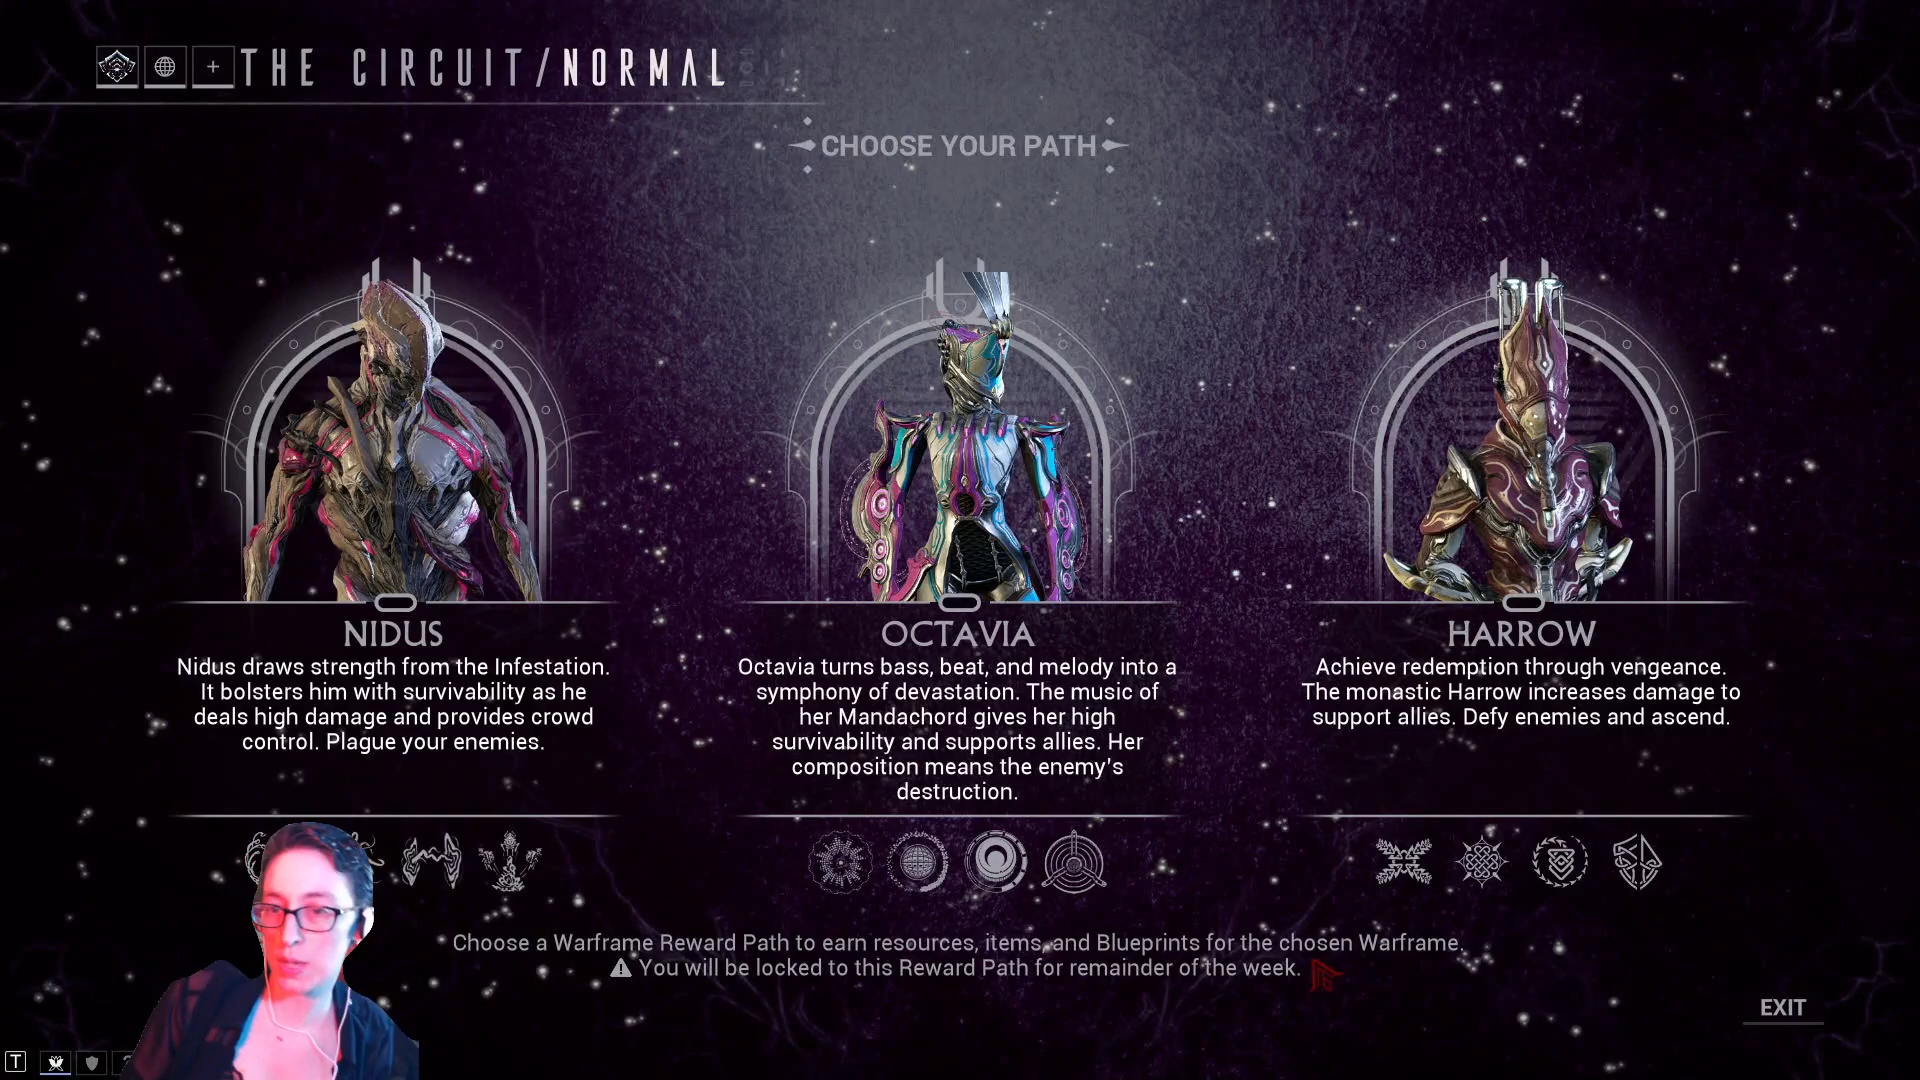 THE CIRCUIT/NORMAL
CHOOSE YOUR PATH
NIDUS
Nidus draws strength from the Infestation.
It bolsters him with survivability as he
deals high damage and provides crowd
control. Plague your enemies.
OCTAVIA
Octavia turns bass, beat, and melody into a
symphony of devastation. The music of
her Mandachord gives her high
survivability and supports allies. Her
composition means the enemy's
destruction.
HARROW
Achieve redemption through vengeance.
The monastic Harrow increases damage to
support allies. Defy enemies and ascend.
Choose a Warframe Reward Path to earn resources, items, and Blueprints for the chosen Warframe.
You will be locked to this Reward Path for remainder of the week.
EXIT
T